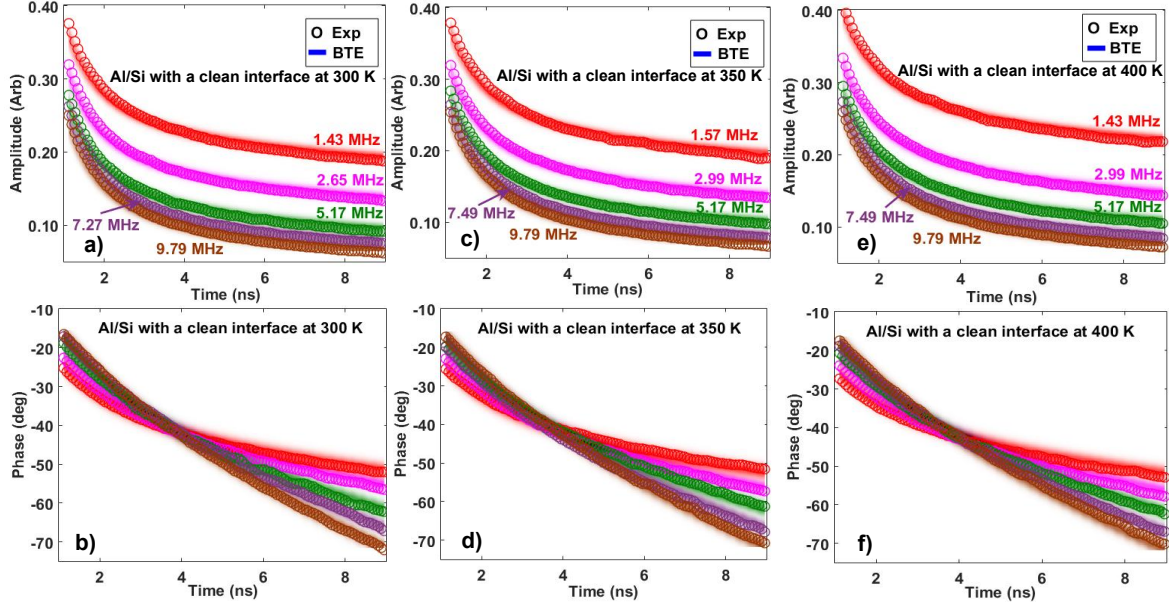 Amplitude (Arb)
0.40
0.30
0.20
0.10
a)
Exp
BTE
Al/Si with a clean interface at 300 K
1.43 MHz
2.65 MHz
5.17 MHz
7.27 MHz
9.79 MHz
2 4 6 8
Time (ns)
Amplitude (Arb)
0.40
0.30
0.20
0.10
c)
Exp
BTE
Al/Si with a clean interface at 350 K
1.57 MHz
2.99 MHz
5.17 MHz
7.49 MHz
9.79 MHz
2 4 6 8
Time (ns)
Amplitude (Arb)
0.40
0.30
0.20
0.10
e)
Exp
BTE
Al/Si with a clean interface at 400 K
1.43 MHz
2.99 MHz
5.17 MHz
7.49 MHz
9.79 MHz
2 4 6 8
Time (ns)
Phase (deg)
-10
-20
-30
-40
-50
-60
-70
b)
Al/Si with a clean interface at 300 K
2 4 6 8
Time (ns)
Phase (deg)
-10
-20
-30
-40
-50
-60
-70
d)
Al/Si with a clean interface at 350 K
2 4 6 8
Time (ns)
Phase (deg)
-10
-20
-30
-40
-50
-60
-70
f)
Al/Si with a clean interface at 400 K
2 4 6 8
Time (ns)